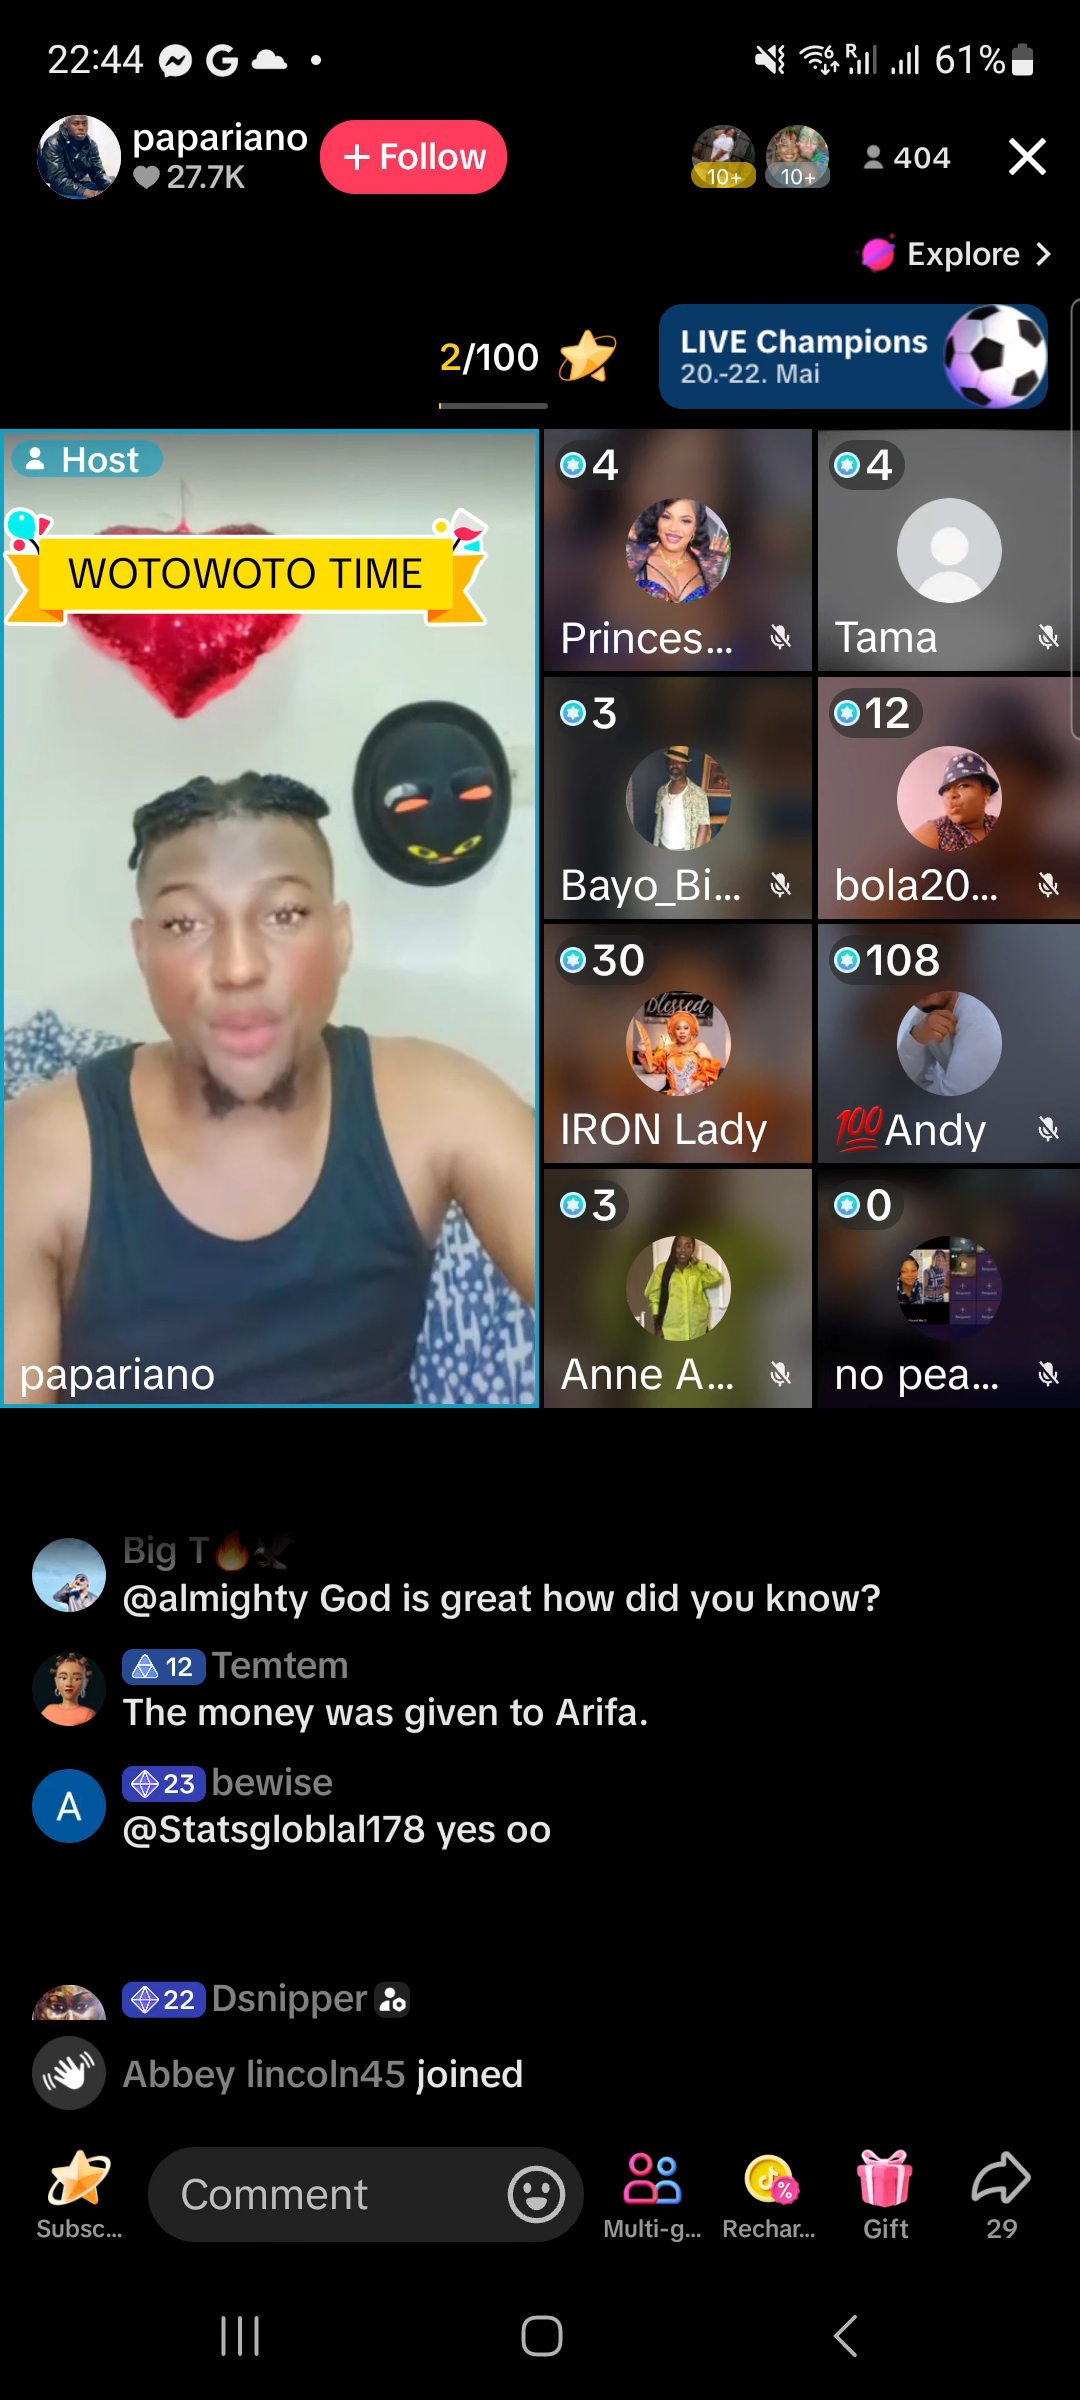 22:44
R
61%
papariano
27.7K
+ Follow
10+
10+
404
Explore
2/100
LIVE Champions
20.-22. Mai
Host
WOTOWOTO TIME
papariano
4
Princes...
4
Tama
3
Bayo_Bi...
12
bola20...
30
Blessed
IRON Lady
108
💯Andy
3
Anne A...
0
no pea...
Big T🔥🦅
@almighty God is great how did you know?
12 Temtem
The money was given to Arifa.
A
23 bewise
@Statsgloblal178 yes oo
22 Dsnipper
Abbey lincoln45 joined
Subsc...
Comment
Multi-g...
Rechar...
Gift
29